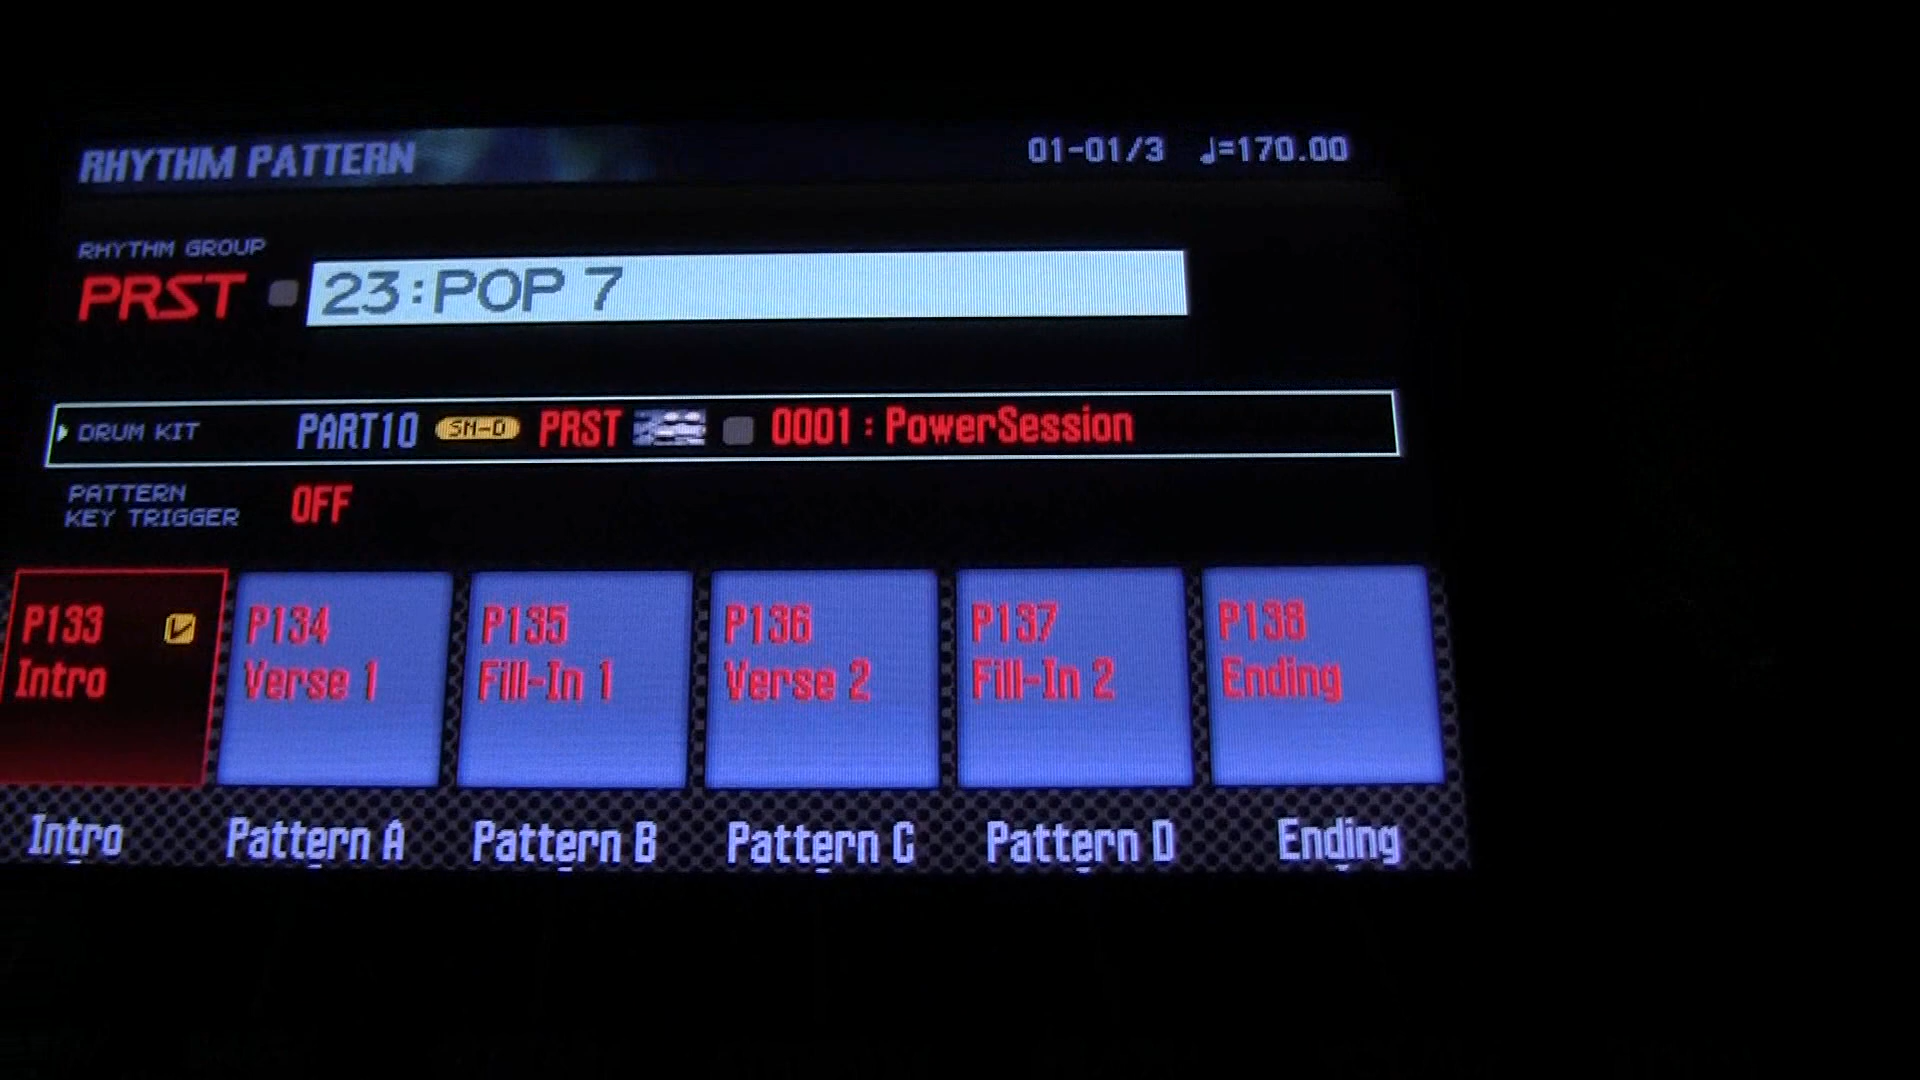 RHYTHM PATTERN 01-01/3 ♩=170.00
RHYTHM GROUP
PRST 23:POP 7
DRUM KIT PART10 SN-D PRST 0001:PowerSession
PATTERN
KEY TRIGGER OFF
P133 P134 P135 P136 P137 P138
Intro Verse 1 Fill-In 1 Verse 2 Fill-In 2 Ending
Intro Pattern A Pattern B Pattern C Pattern D Ending